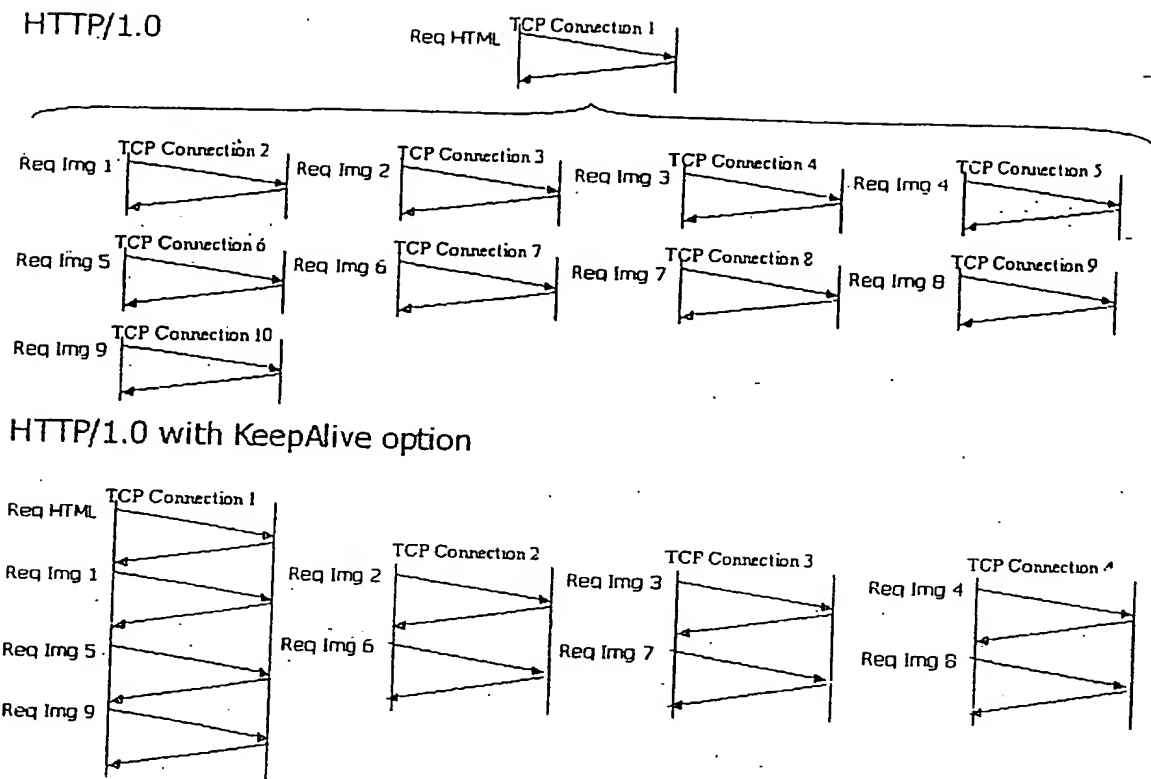 HTTP/1.0
Req HTML TCP Connection 1
Req Img 1 TCP Connection 2
Req Img 2 TCP Connection 3
Req Img 3 TCP Connection 4
Req Img 4 TCP Connection 5
Req Img 5 TCP Connection 6
Req Img 6 TCP Connection 7
Req Img 7 TCP Connection 8
Req Img 8 TCP Connection 9
Req Img 9 TCP Connection 10
HTTP/1.0 with KeepAlive option
TCP Connection 1
Req HTML
Req Img 1
Req Img 5
Req Img 9
TCP Connection 2
Req Img 2
Req Img 6
TCP Connection 3
Req Img 3
Req Img 7
TCP Connection 4
Req Img 4
Req Img 8